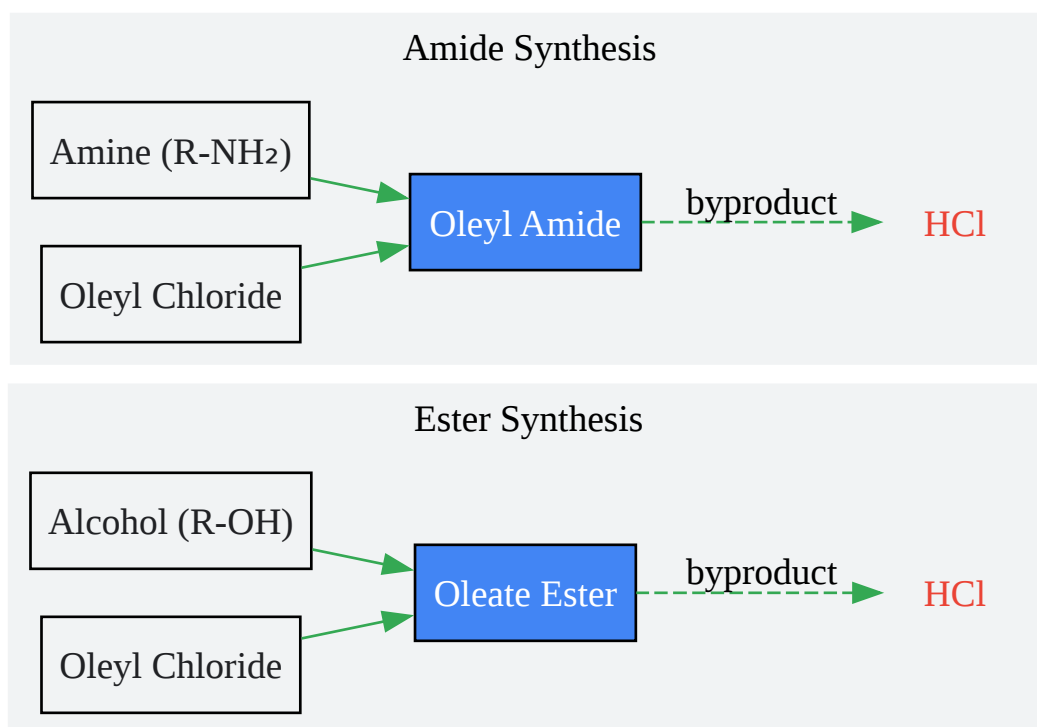 Amide Synthesis
Amine (R-NH₂)
Oleyl Chloride
Oleyl Amide
byproduct
HCl
Ester Synthesis
Alcohol (R-OH)
Oleyl Chloride
Oleate Ester
byproduct
HCl